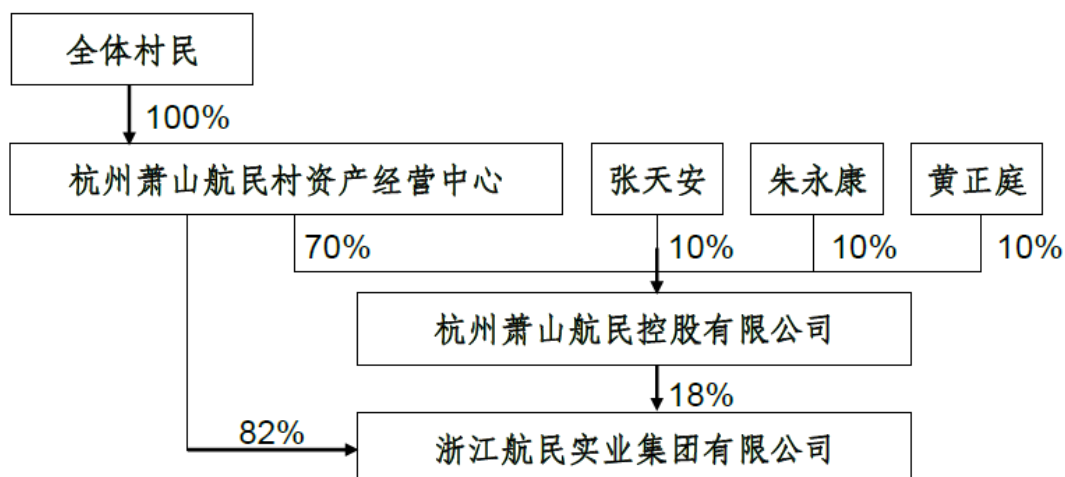 全体村民
100%
杭州萧山航民村资产经营中心
张天安
朱永康
黄正庭
70%
10%
10%
10%
杭州萧山航民控股有限公司
18%
82%
浙江航民实业集团有限公司